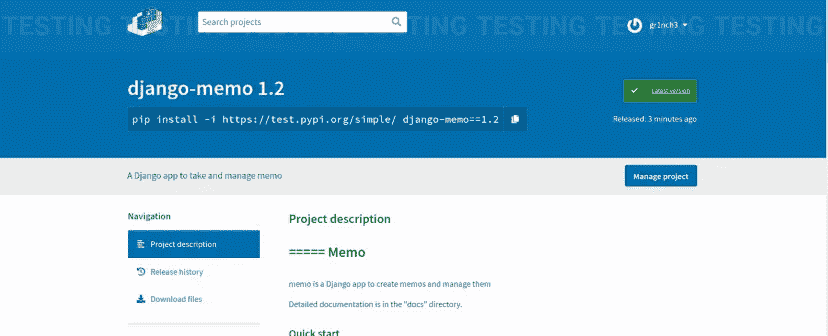 TESTING TESTING TESTING TESTING TESTING
Search projects
gr1nch3
django-memo 1.2
Latest version
pip install -i https://test.pypi.org/simple/ django-memo==1.2
Released: 3 minutes ago
A Django app to take and manage memo
Manage project
Navigation
Project description
Release history
Download files
Project description
===== Memo
memo is a Django app to create memos and manage them
Detailed documentation is in the "docs" directory.
Quick start